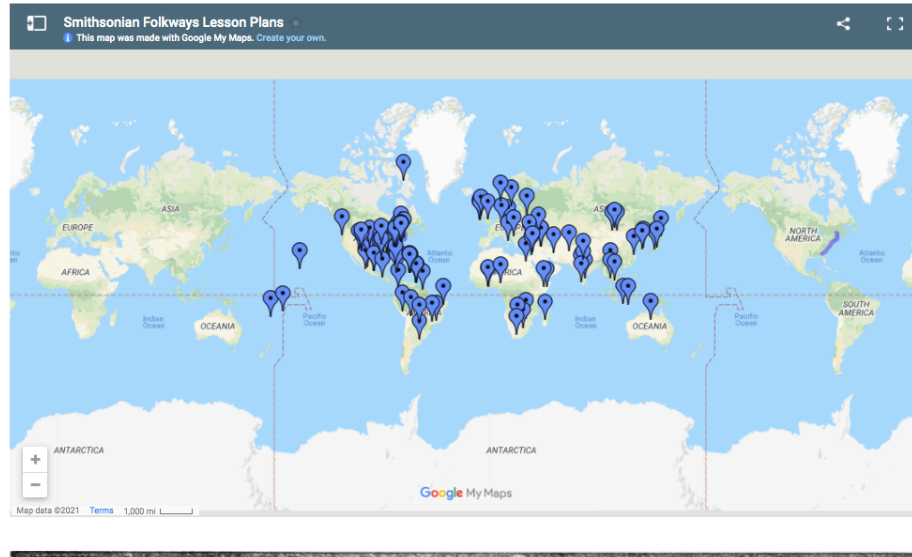 Smithsonian Folkways Lesson Plans
This map was made with Google My Maps. Create your own.
ASIA
EUROPE
NORTH
AMERICA
Atlantic
Ocean
AFRICA
Indian
Ocean
OCEANIA
Pacific
Ocean
Atlantic
Ocean
Indian
Ocean
OCEANIA
Pacific
Ocean
SOUTH
AMERICA
ANTARCTICA
ANTARCTICA
+
−
Google My Maps
Map data ©2021 Terms 1,000 mi